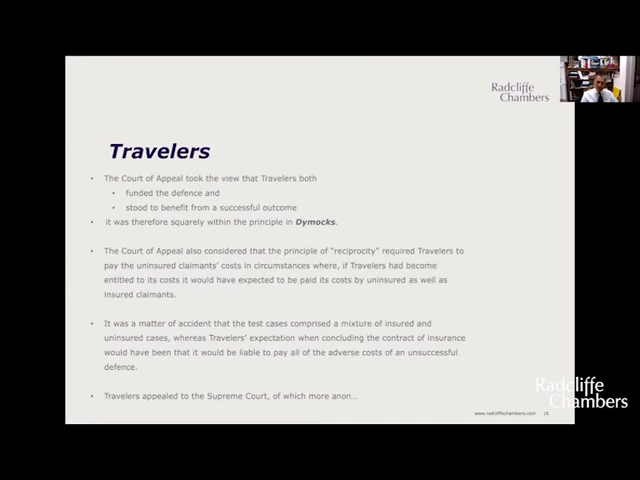 Radcliffe
Chambers
Travelers
• The Court of Appeal took the view that Travelers both
• funded the defence and
• stood to benefit from a successful outcome
• it was therefore squarely within the principle in Dymocks.
• The Court of Appeal also considered that the principle of "reciprocity" required Travelers to
pay the uninsured claimants' costs in circumstances where, if Travelers had become
entitled to its costs it would have expected to be paid its costs by uninsured as well as
insured claimants.
• It was a matter of accident that the test cases comprised a mixture of insured and
uninsured cases, whereas Travelers' expectation when concluding the contract of insurance
would have been that it would be liable to pay all of the adverse costs of an unsuccessful
defence.
• Travelers appealed to the Supreme Court, of which more anon…
www.radcliffechambers.com 18
Radcliffe
Chambers